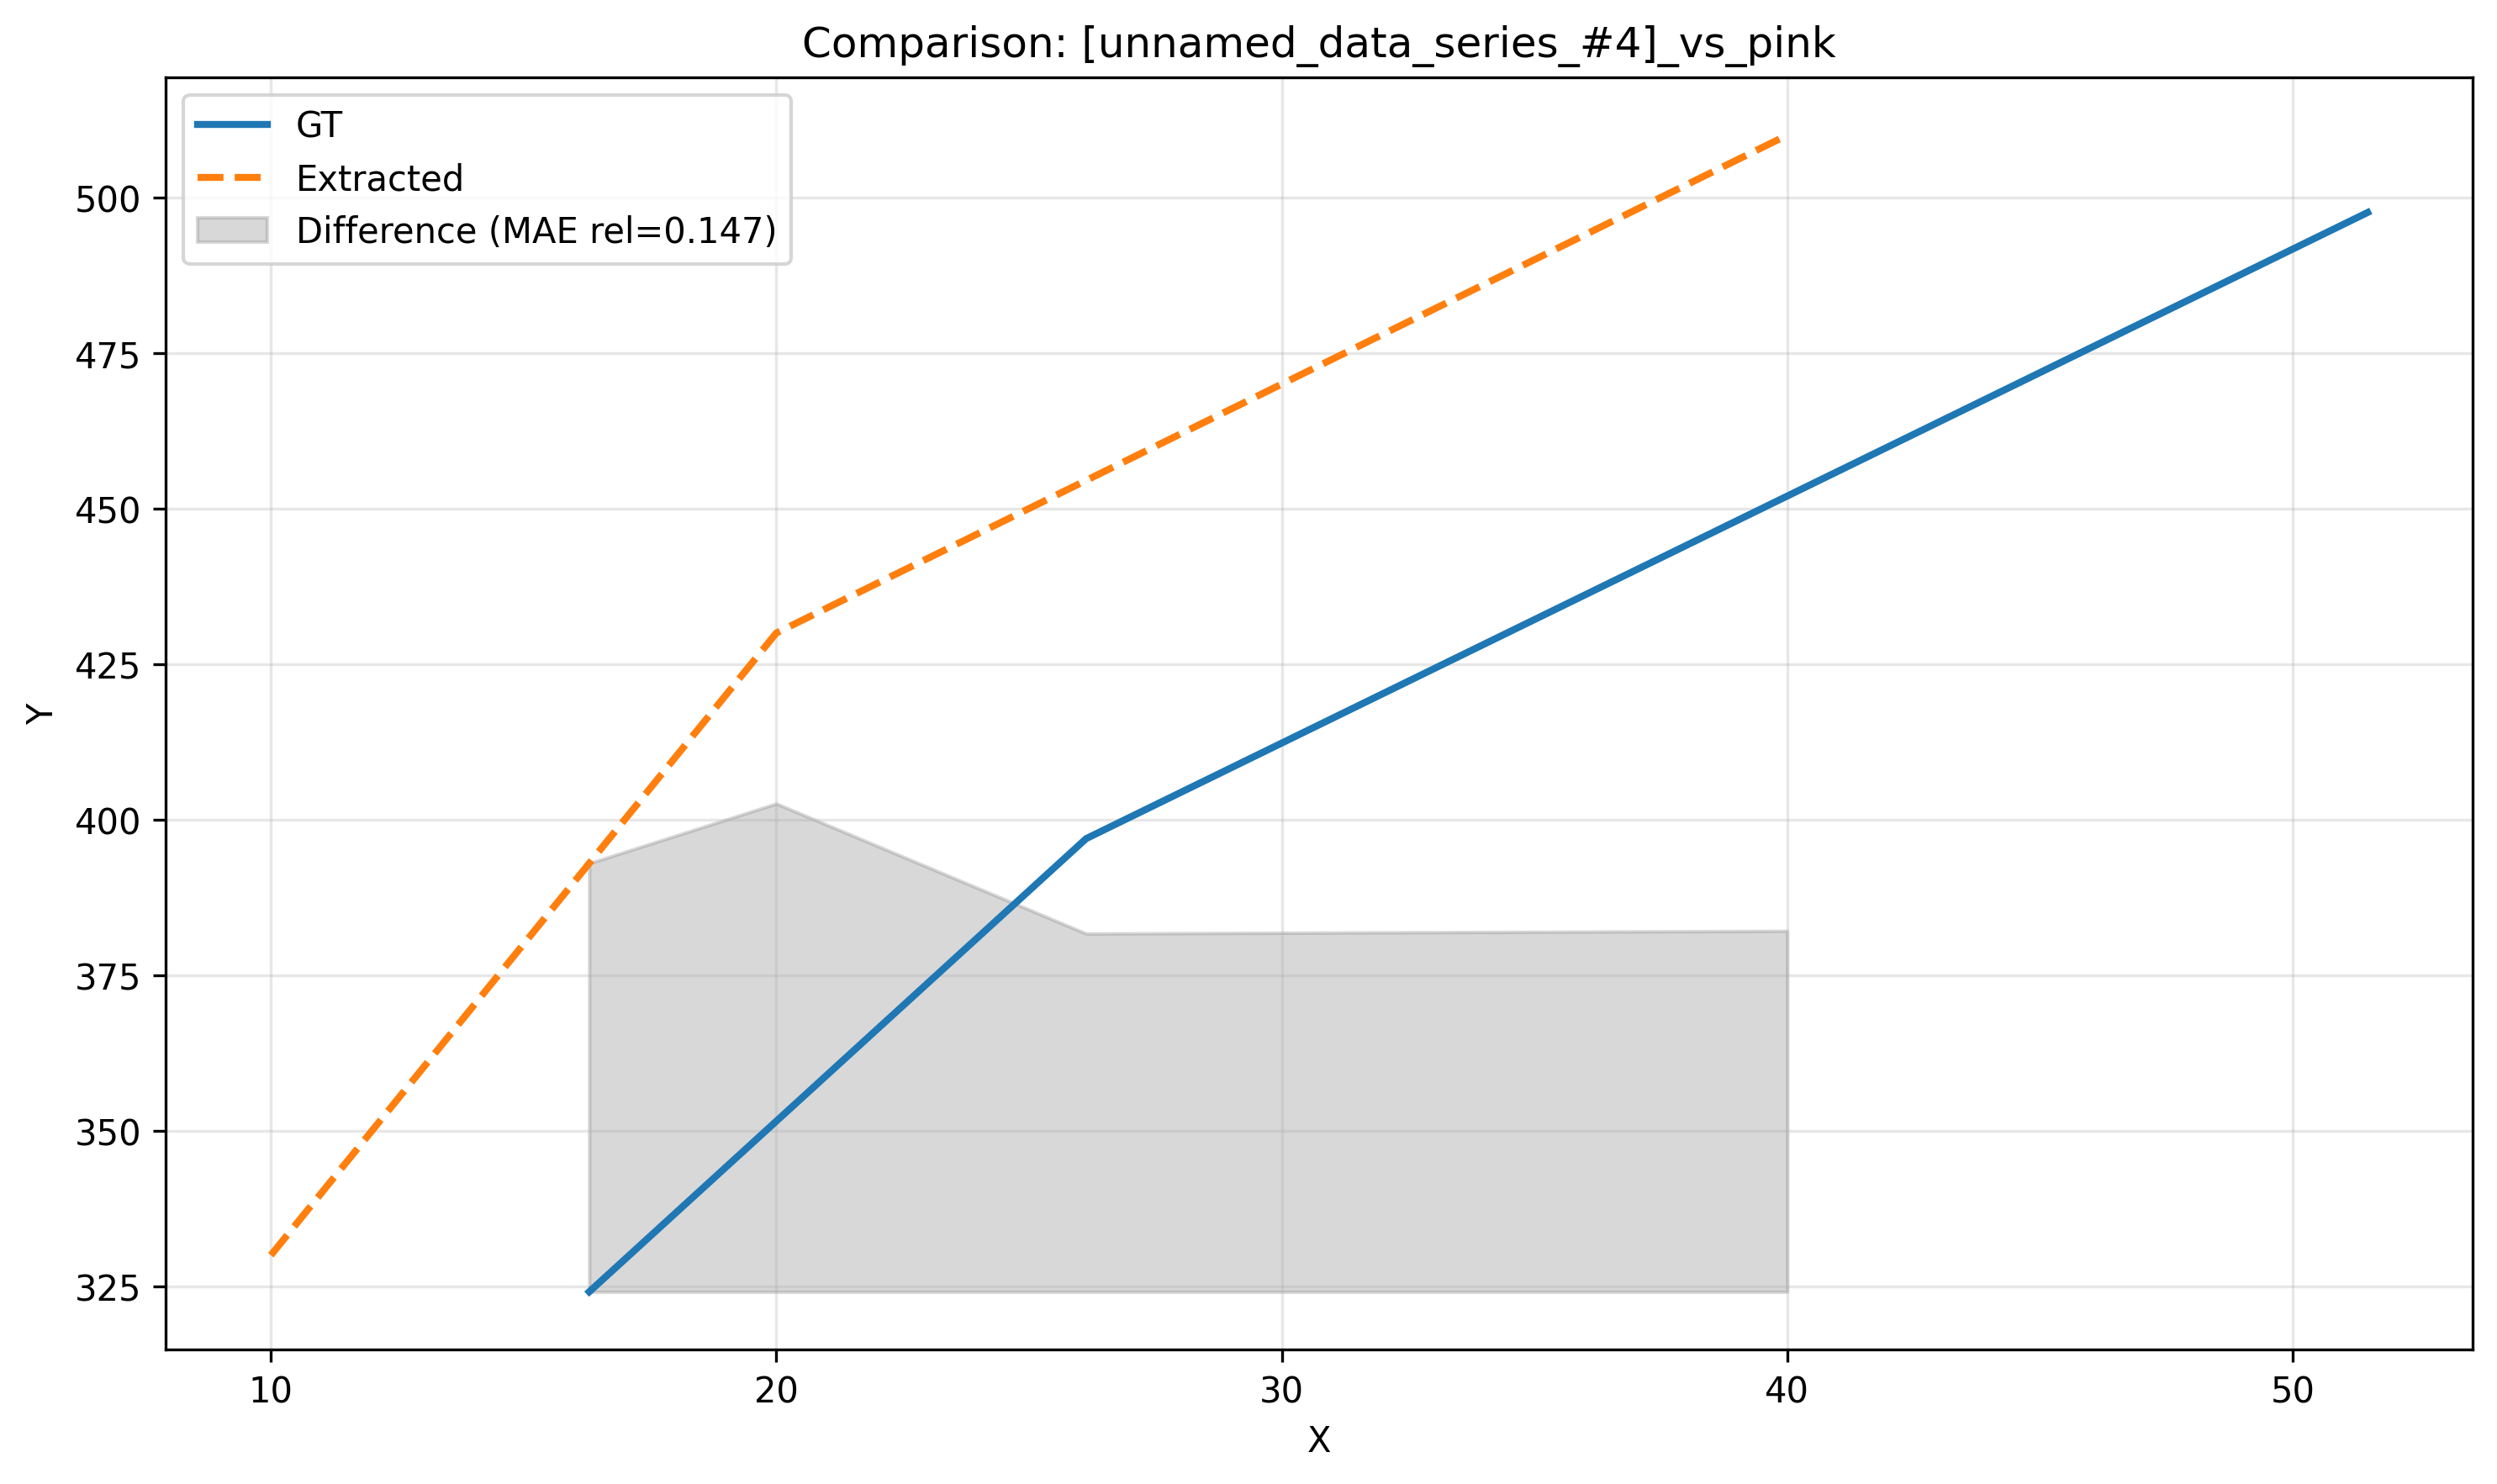 Comparison: [unnamed_data_series_#4]_vs_pink
GT
Extracted
Difference (MAE rel=0.147)
500
475
450
425
400
375
350
325
Y
10 20 30 40 50
X